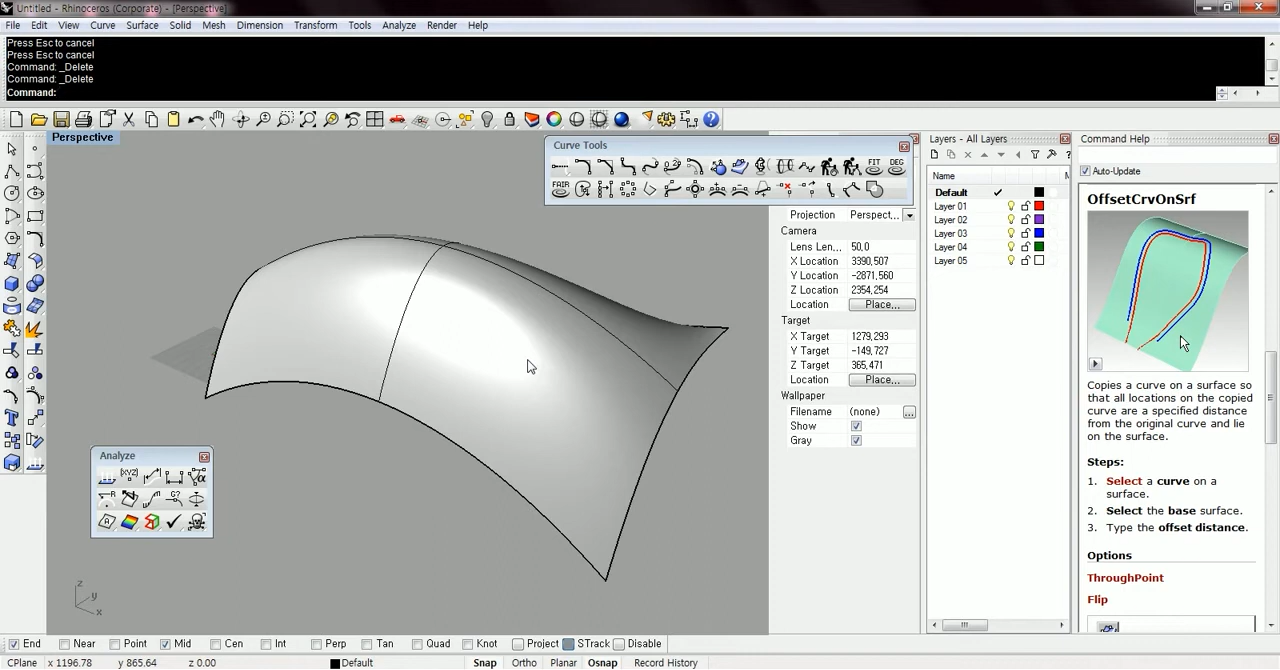 Untitled - Rhinoceros (Corporate) - [Perspective]
File Edit View Curve Surface Solid Mesh Dimension Transform Tools Analyze Render Help
Press Esc to cancel
Press Esc to cancel
Command: _Delete
Command: _Delete
Command:
Perspective
Curve Tools
FIT DEG
FAIR
Projection Perspect...
Camera
Lens Len... 50,0
X Location 3390,507
Y Location -2871,560
Z Location 2354,254
Location Place...
Target
X Target 1279,293
Y Target -149,727
Z Target 365,471
Location Place...
Wallpaper
Filename (none) ...
Show
Gray
Layers - All Layers
Name M
Default
Layer 01
Layer 02
Layer 03
Layer 04
Layer 05
Command Help
Auto-Update
OffsetCrvOnSrf
Copies a curve on a surface so
that all locations on the copied
curve are a specified distance
from the original curve and lie
on the surface.
Steps:
1. Select a curve on a
surface.
2. Select the base surface.
3. Type the offset distance.
Options
ThroughPoint
Flip
Analyze
z
y
x
End Near Point Mid Cen Int Perp Tan Quad Knot Project STrack Disable
CPlane x 1196.78 y 865.64 z 0.00 Default Snap Ortho Planar Osnap Record History